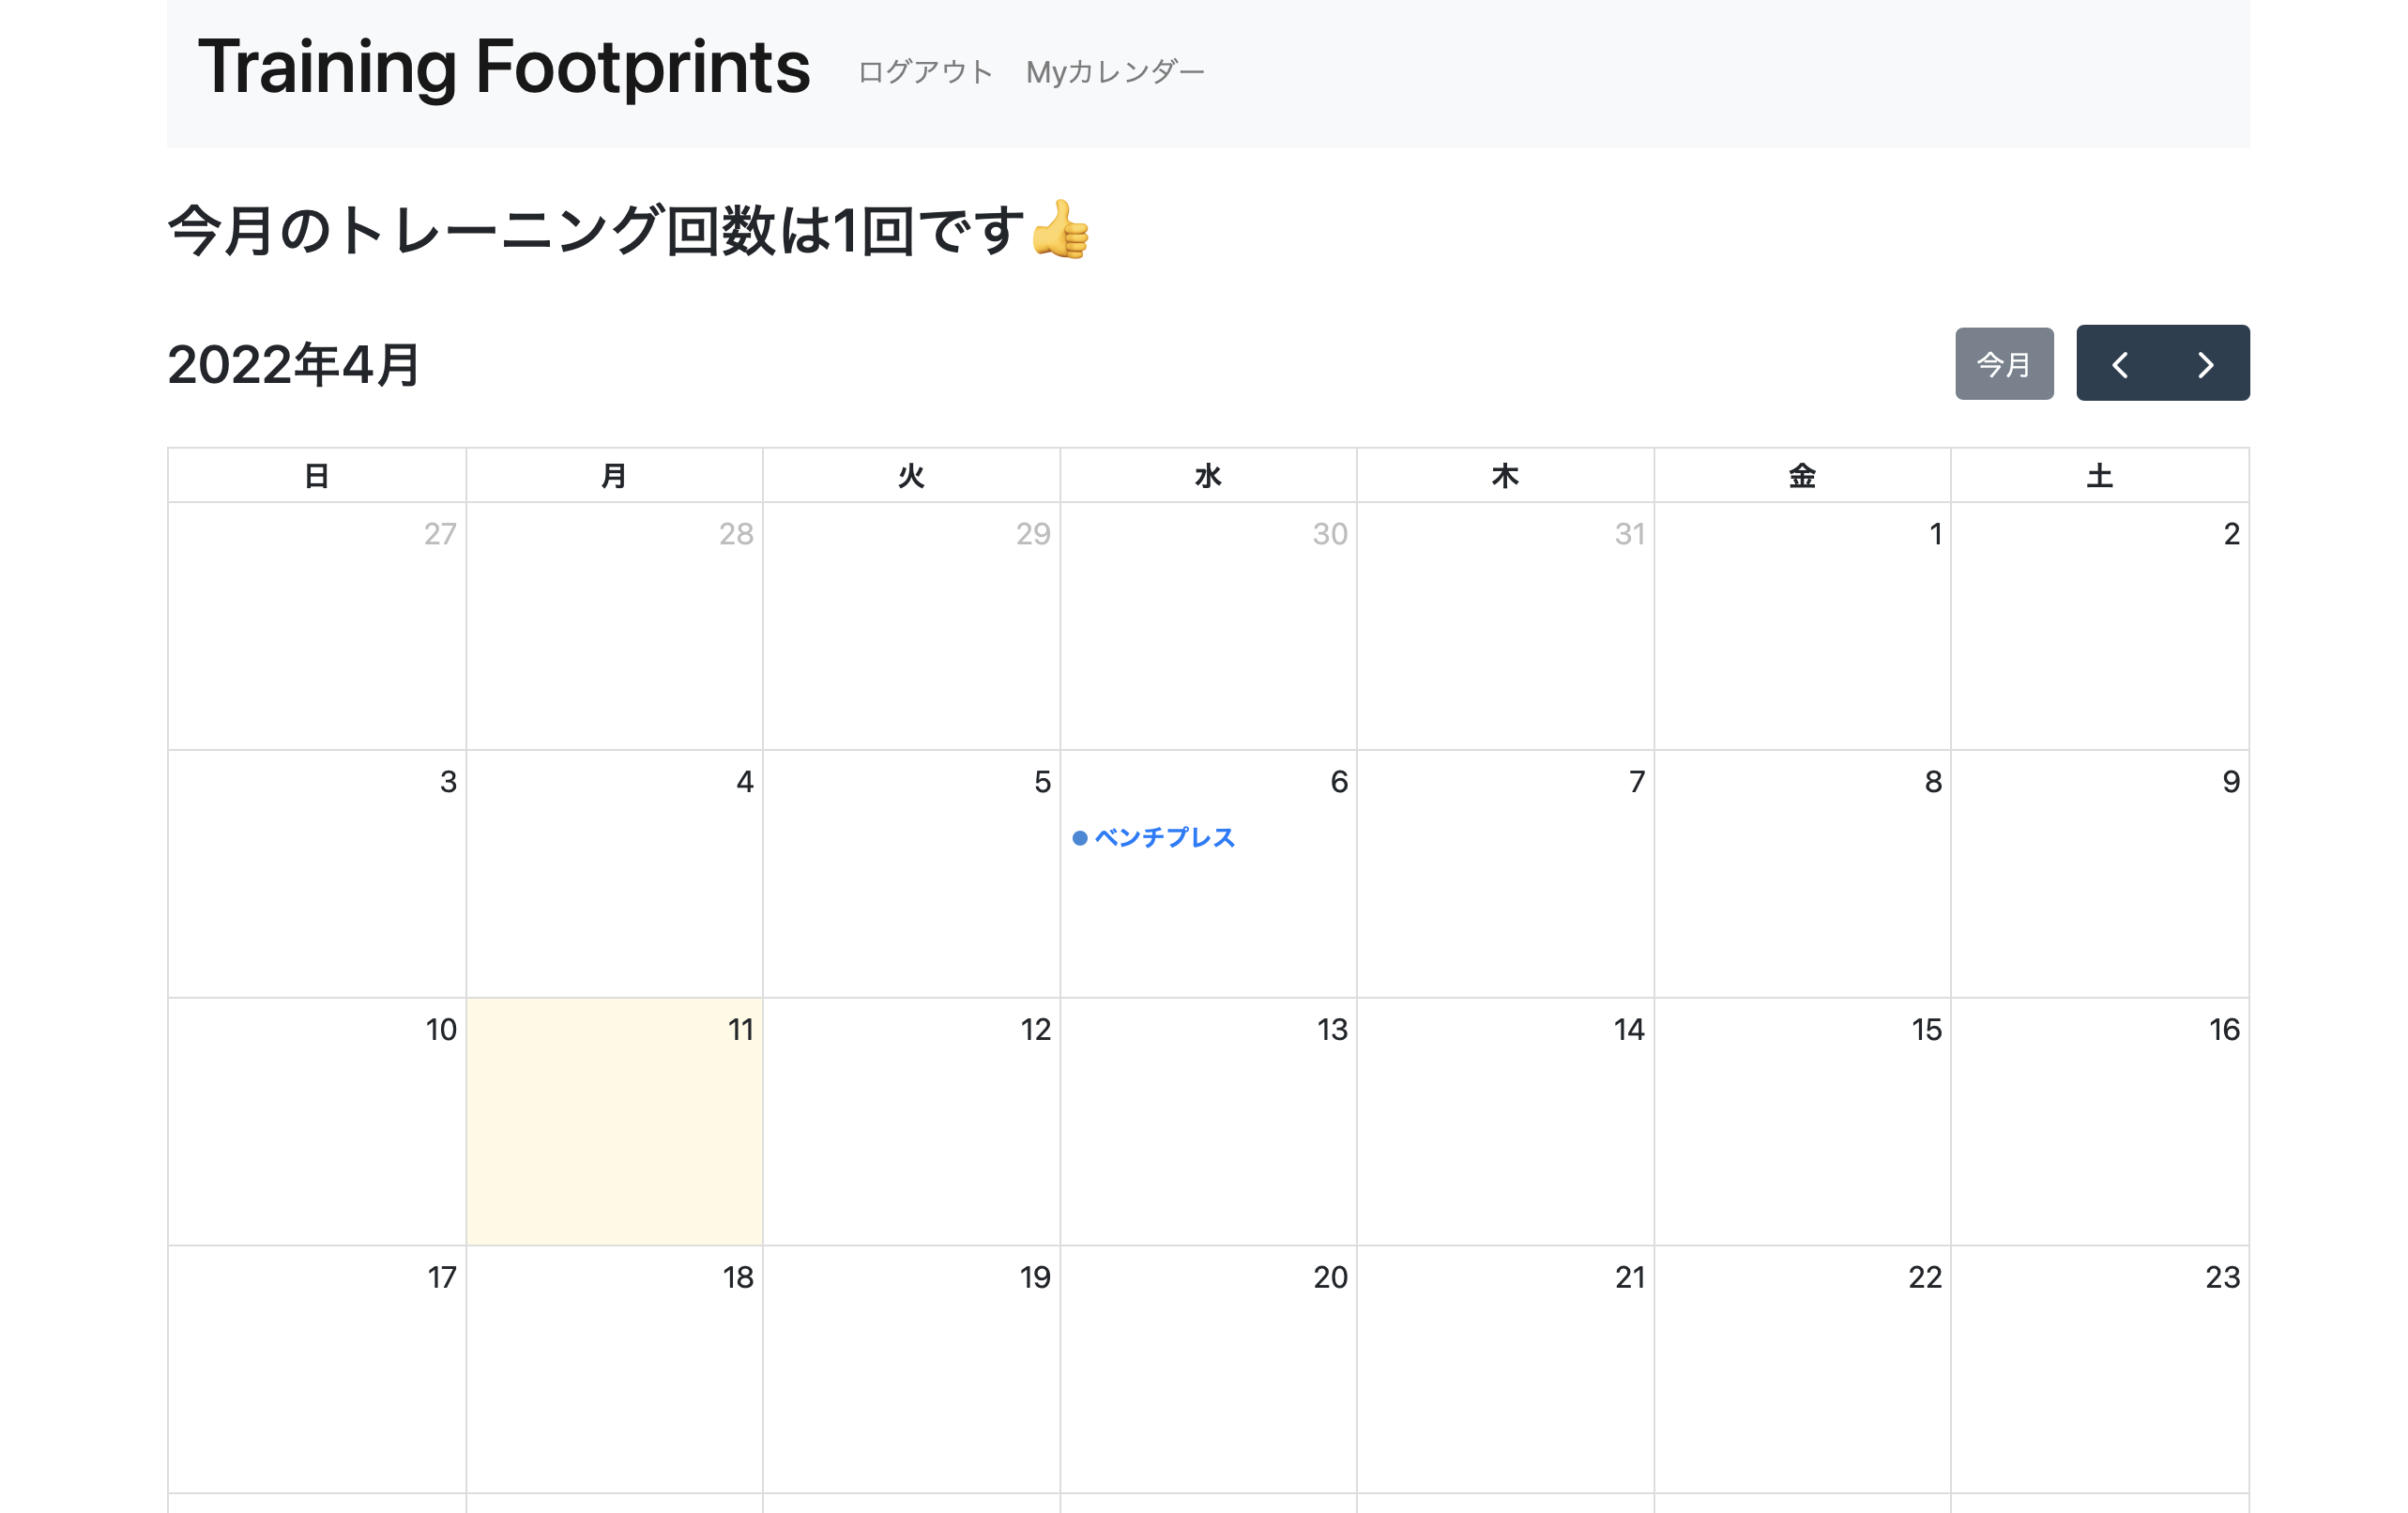 Training Footprints ログアウト Myカレンダー
今月のトレーニング回数は1回です👍
2022年4月 今月
日 月 火 水 木 金 土
27 28 29 30 31 1 2
3 4 5 6 7 8 9
ベンチプレス
10 11 12 13 14 15 16
17 18 19 20 21 22 23